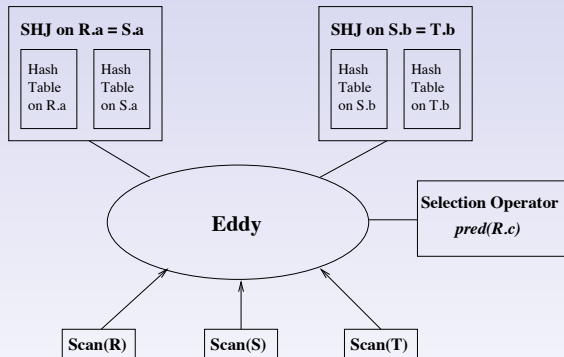 SHJ on R.a = S.a
Hash
Table
on R.a
Hash
Table
on S.a
SHJ on S.b = T.b
Hash
Table
on S.b
Hash
Table
on T.b
Eddy
Selection Operator
pred(R.c)
Scan(R)
Scan(S)
Scan(T)